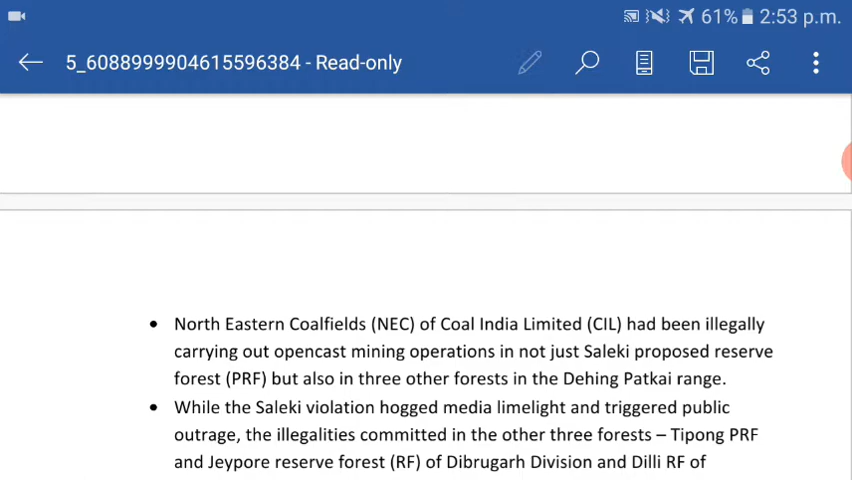 61% 2:53 p.m.
5_6088999904615596384 - Read-only
• North Eastern Coalfields (NEC) of Coal India Limited (CIL) had been illegally
carrying out opencast mining operations in not just Saleki proposed reserve
forest (PRF) but also in three other forests in the Dehing Patkai range.
• While the Saleki violation hogged media limelight and triggered public
outrage, the illegalities committed in the other three forests – Tipong PRF
and Jeypore reserve forest (RF) of Dibrugarh Division and Dilli RF of